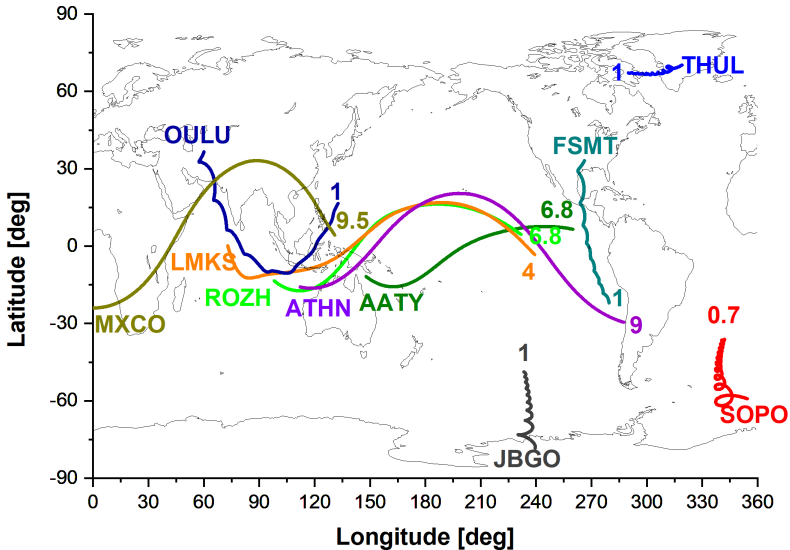 90
60
30
0
-30
-60
-90
Latitude [deg]
1 THUL
OULU
FSMT
1
9.5
6.8
LMKS
6.8
ROZH
4
ATHN
AATY
MXCO
1
9
0.7
1
SOPO
JBGO
0 30 60 90 120 150 180 210 240 270 300 330 360
Longitude [deg]